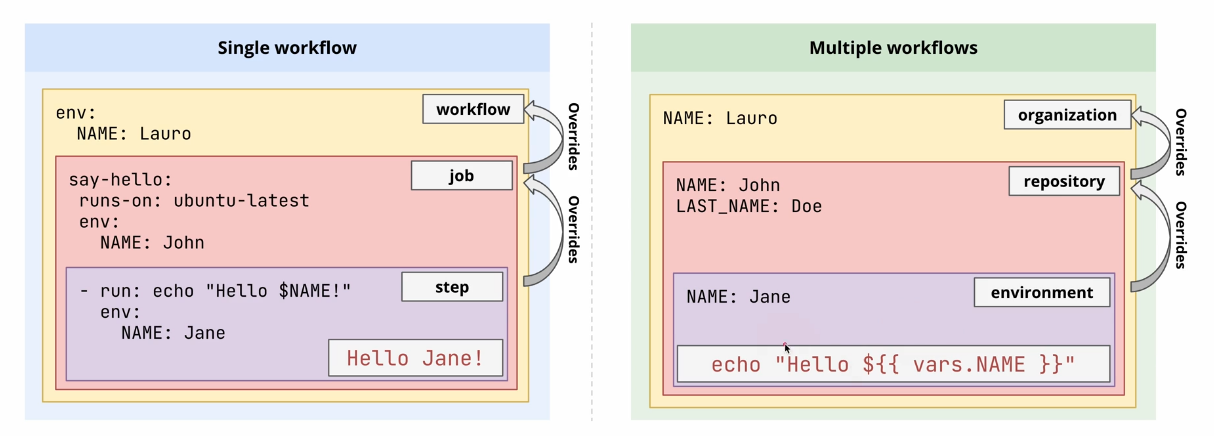 Single workflow
env:
  NAME: Lauro
workflow
Overrides
say-hello:
 runs-on: ubuntu-latest
 env:
   NAME: John
job
Overrides
- run: echo "Hello $NAME!"
  env:
    NAME: Jane
step
Hello Jane!
Multiple workflows
NAME: Lauro
organization
Overrides
NAME: John
LAST_NAME: Doe
repository
Overrides
NAME: Jane
environment
echo "Hello ${{ vars.NAME }}"